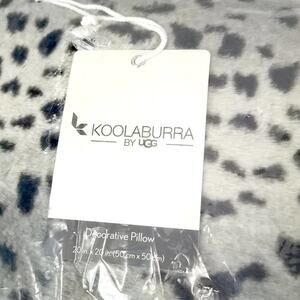 KOOLABURRA
BY UGG
Decorative Pillow
20 in. x 20 in. (50 cm x 50 cm)